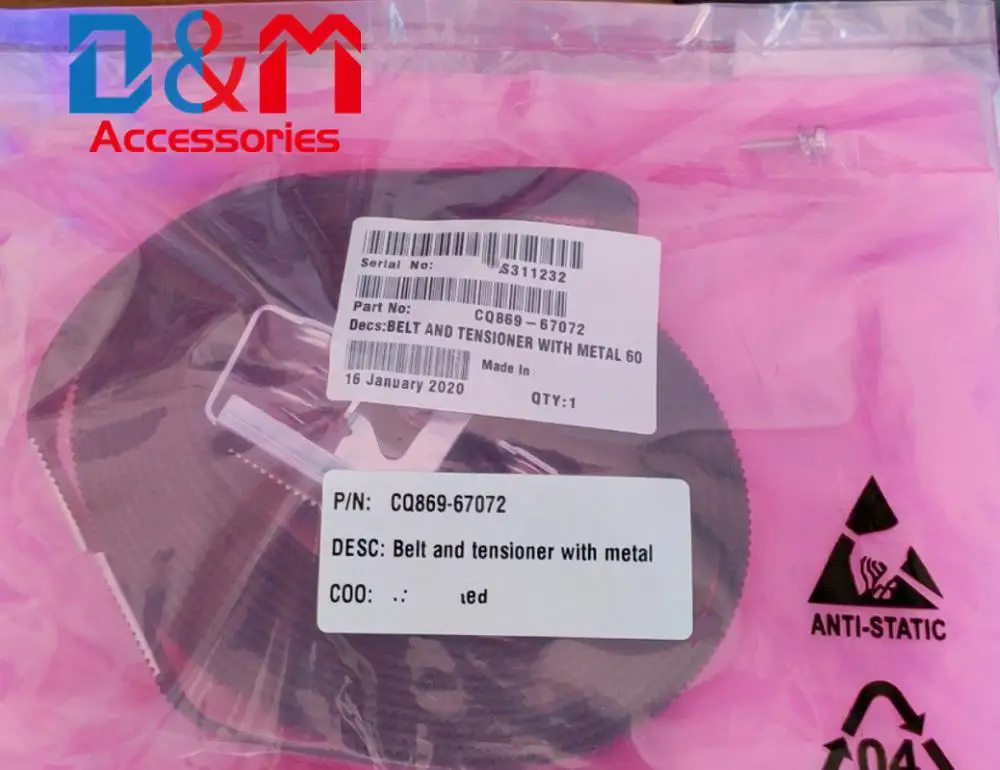 D&M
Accessories
Serial No: S311232
Part No: CQ869-67072
Decs:BELT AND TENSIONER WITH METAL 60
Made In
16 January 2020
QTY:1
P/N: CQ869-67072
DESC: Belt and tensioner with metal
COO:
ANTI-STATIC
04